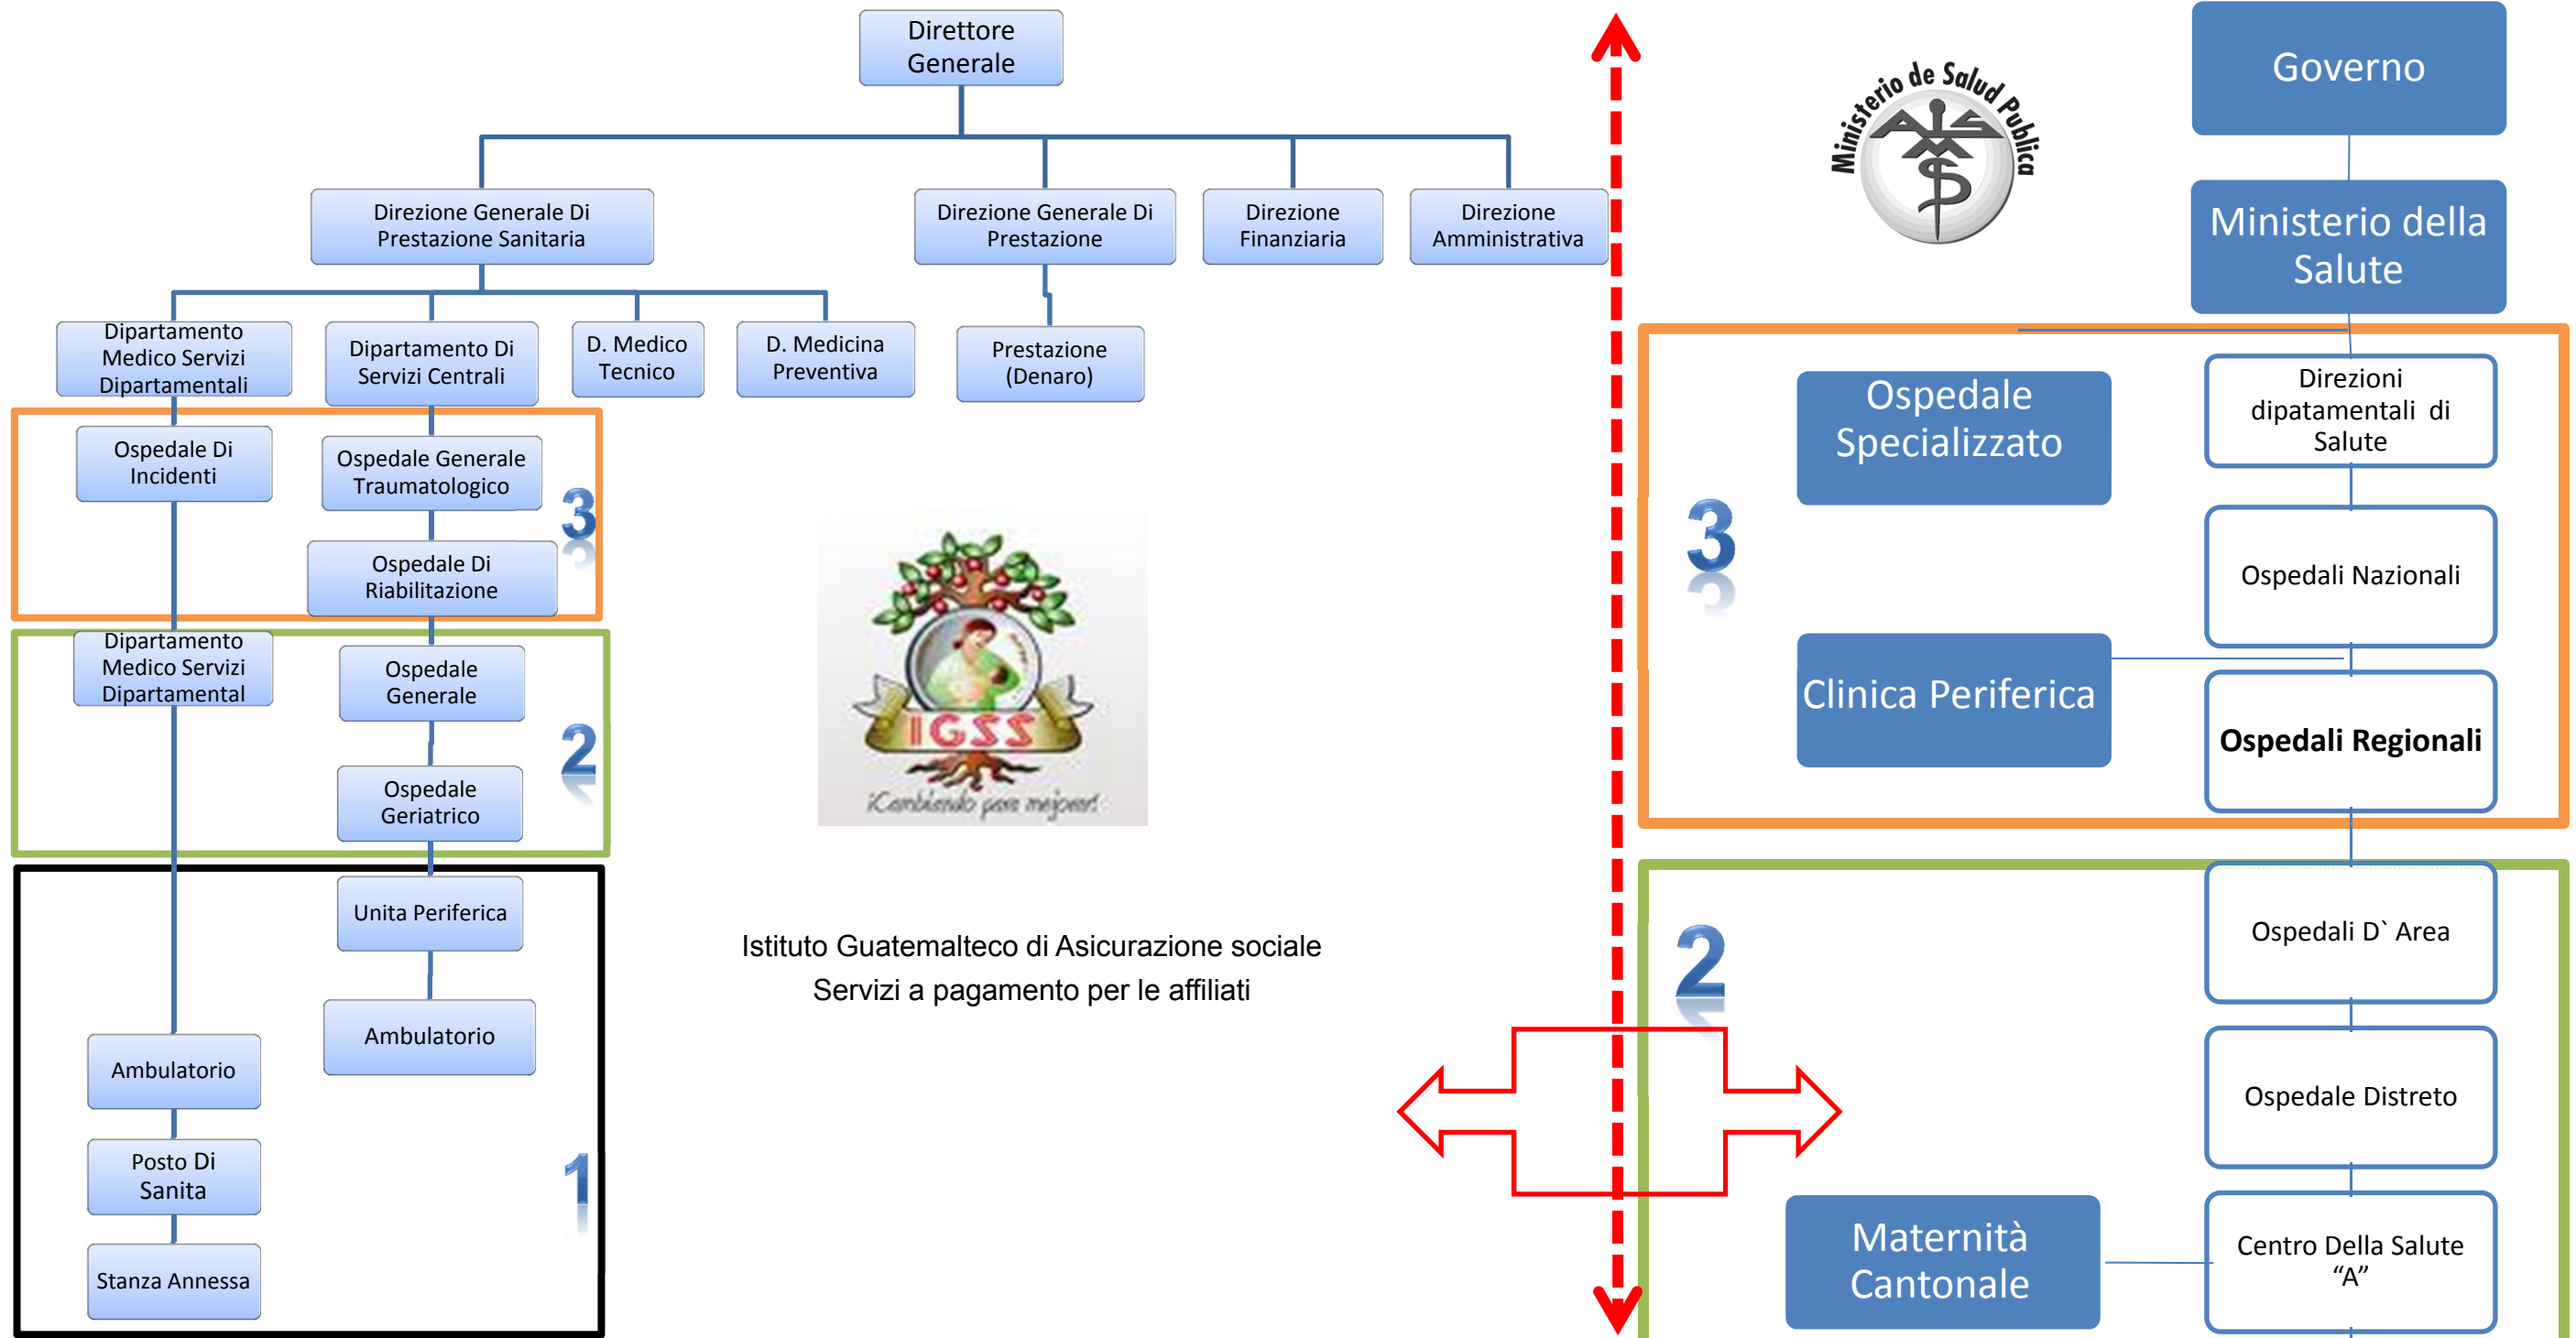 Direttore
Generale
Direzione Generale Di
Prestazione Sanitaria
Direzione Generale Di
Prestazione
Direzione
Finanziaria
Direzione
Amministrativa
Dipartamento
Medico Servizi
Dipartamentali
Dipartamento Di
Servizi Centrali
D. Medico
Tecnico
D. Medicina
Preventiva
Prestazione
(Denaro)
Ospedale Di
Incidenti
Ospedale Generale
Traumatologico
3
Ospedale Di
Riabilitazione
Dipartamento
Medico Servizi
Dipartamental
Ospedale
Generale
2
Ospedale
Geriatrico
Unita Periferica
Ambulatorio
Ambulatorio
Posto Di
Sanita
1
Stanza Annessa
IGSS
¡Cambiando para mejorar!
Istituto Guatemalteco di Asicurazione sociale
Servizi a pagamento per le affiliati
Ministerio de Salud Publica
Governo
Ministerio della
Salute
Ospedale
Specializzato
Direzioni
dipatamentali di
Salute
3
Ospedali Nazionali
Clinica Periferica
Ospedali Regionali
2
Ospedali D` Area
Ospedale Distreto
Maternità
Cantonale
Centro Della Salute
“A”